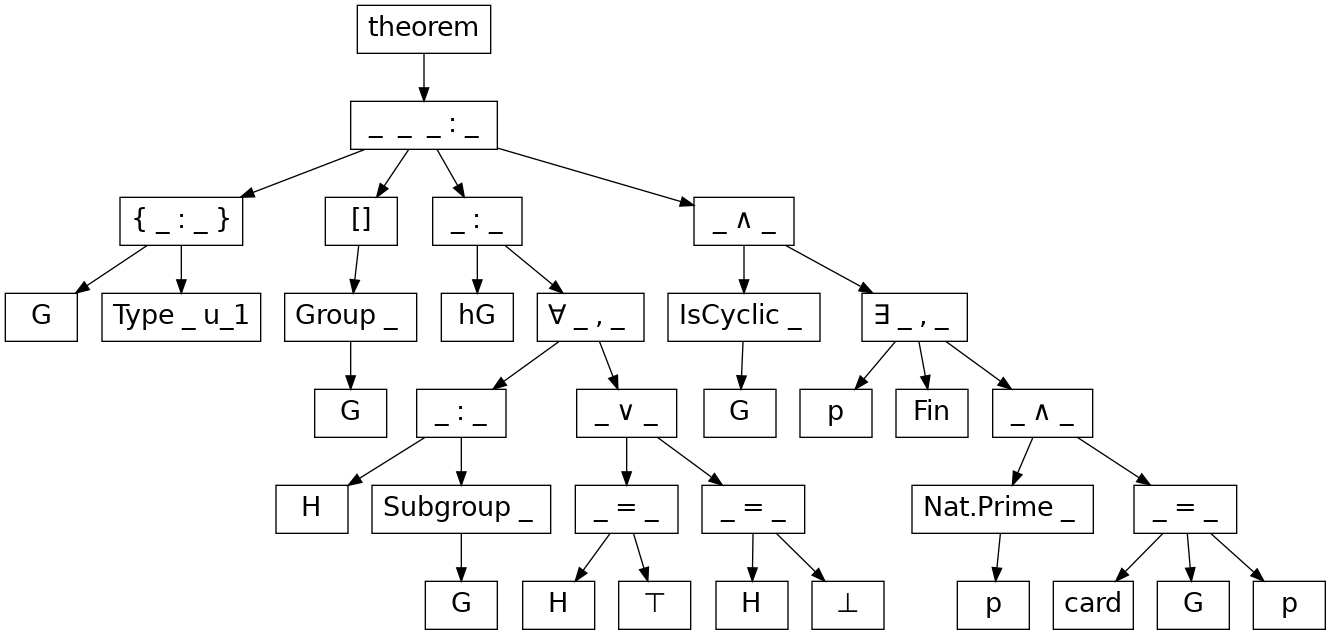 theorem
_ _ _ : _
{ _ : _ } [] _ : _ _ ∧ _
G Type _ u_1 Group _ hG ∀ _ , _ IsCyclic _ ∃ _ , _
G _ : _ _ ∨ _ G p Fin _ ∧ _
H Subgroup _ _ = _ _ = _ Nat.Prime _ _ = _
G H ⊤ H ⊥ p card G p